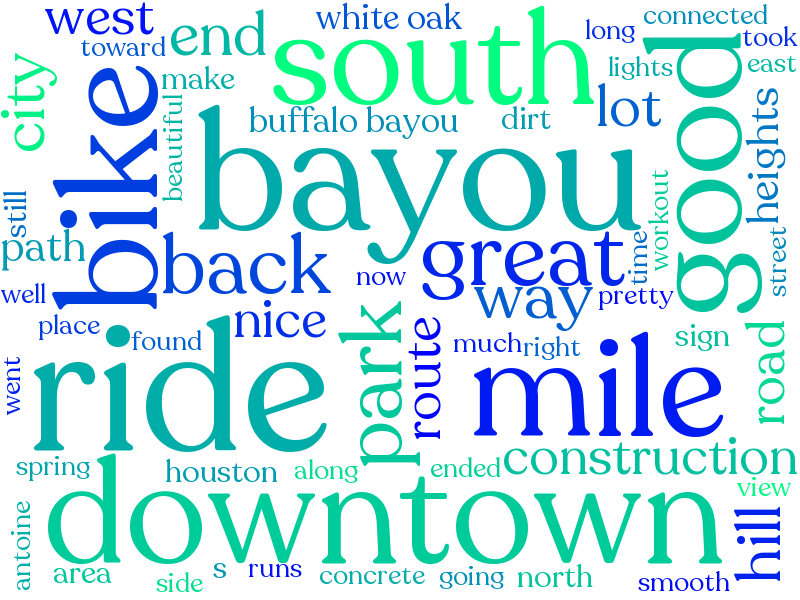 west
white oak
connected
toward
end
south
long
took
city
bike
make
lights
east
beautiful
buffalo bayou
dirt
lot
good
heights
bayou
still
path
back
great
time
workout
street
well
now
way
pretty
place
found
nice
park
route
much
right
sign
road
went
ride
mile
spring
houston
along
ended
construction
view
antoine
downtown
hill
area
side
s
runs
concrete
going
north
smooth